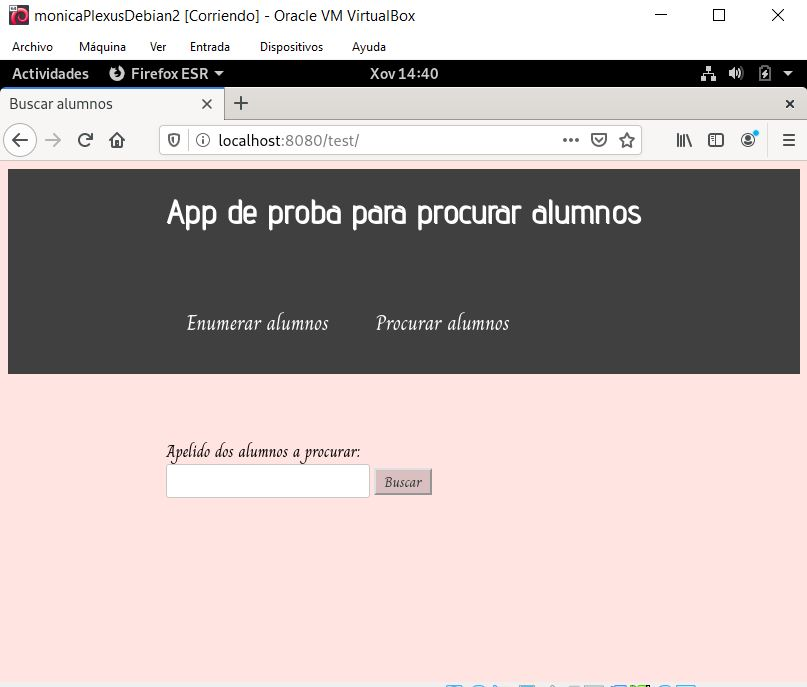 monicaPlexusDebian2 [Corriendo] - Oracle VM VirtualBox
Archivo Máquina Ver Entrada Dispositivos Ayuda
Actividades Firefox ESR Xov 14:40
Buscar alumnos
localhost:8080/test/
App de proba para procurar alumnos
Enumerar alumnos Procurar alumnos
Apelido dos alumnos a procurar:
Buscar